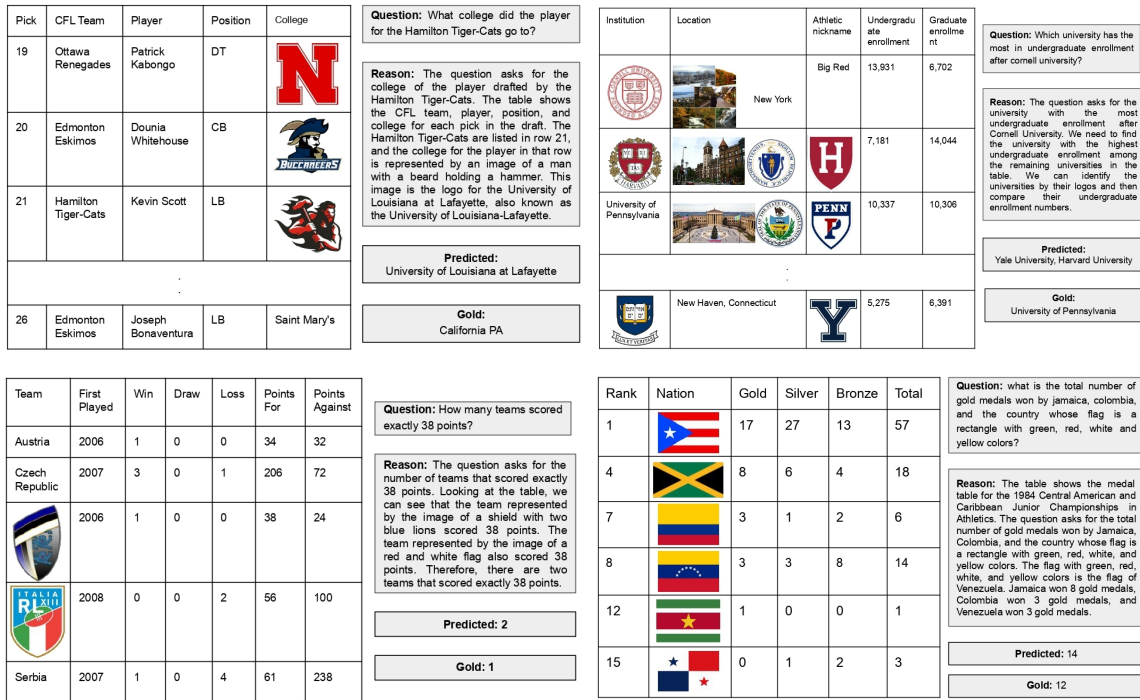 Pick CFL Team Player Position College
19 Ottawa Renegades Patrick Kabongo DT
N
20 Edmonton Eskimos Dounia Whitehouse CB
BUCCANEERS
21 Hamilton Tiger-Cats Kevin Scott LB
:
26 Edmonton Eskimos Joseph Bonaventura LB Saint Mary's
Question: What college did the player
for the Hamilton Tiger-Cats go to?
Reason: The question asks for the
college of the player drafted by the
Hamilton Tiger-Cats. The table shows
the CFL team, player, position, and
college for each pick in the draft. The
Hamilton Tiger-Cats are listed in row 21,
and the college for the player in that row
is represented by an image of a man
with a beard holding a hammer. This
image is the logo for the University of
Louisiana at Lafayette, also known as
the University of Louisiana-Lafayette.
Predicted:
University of Louisiana at Lafayette
Gold:
California PA
Institution Location Athletic nickname Undergradu ate enrollment Graduate enrollme nt
New York Big Red 13,931 6,702
HARVARD H 7,181 14,044
University of Pennsylvania PENN P 10,337 10,306
:
New Haven, Connecticut Y 5,275 6,391
Question: Which university has the
most in undergraduate enrollment
after cornell university?
Reason: The question asks for the
university with the most
undergraduate enrollment after
Cornell University. We need to find
the university with the highest
undergraduate enrollment among
the remaining universities in the
table. We can identify the
universities by their logos and then
compare their undergraduate
enrollment numbers.
Predicted:
Yale University, Harvard University
Gold:
University of Pennsylvania
Team First Played Win Draw Loss Points For Points Against
Austria 2006 1 0 0 34 32
Czech Republic 2007 3 0 1 206 72
2006 1 0 0 38 24
ITALIA RL XIII 2008 0 0 2 56 100
Serbia 2007 1 0 4 61 238
Question: How many teams scored
exactly 38 points?
Reason: The question asks for the
number of teams that scored exactly
38 points. Looking at the table, we
can see that the team represented
by the image of a shield with two
blue lions scored 38 points. The
team represented by the image of a
red and white flag also scored 38
points. Therefore, there are two
teams that scored exactly 38 points.
Predicted: 2
Gold: 1
Rank Nation Gold Silver Bronze Total
1 17 27 13 57
4 8 6 4 18
7 3 1 2 6
8 3 3 8 14
12 1 0 0 1
15 0 1 2 3
Question: what is the total number of
gold medals won by jamaica, colombia,
and the country whose flag is a
rectangle with green, red, white and
yellow colors?
Reason: The table shows the medal
table for the 1984 Central American and
Caribbean Junior Championships in
Athletics. The question asks for the total
number of gold medals won by Jamaica,
Colombia, and the country whose flag is
a rectangle with green, red, white, and
yellow colors. The flag with green, red,
white, and yellow colors is the flag of
Venezuela. Jamaica won 8 gold medals,
Colombia won 3 gold medals, and
Venezuela won 3 gold medals.
Predicted: 14
Gold: 12